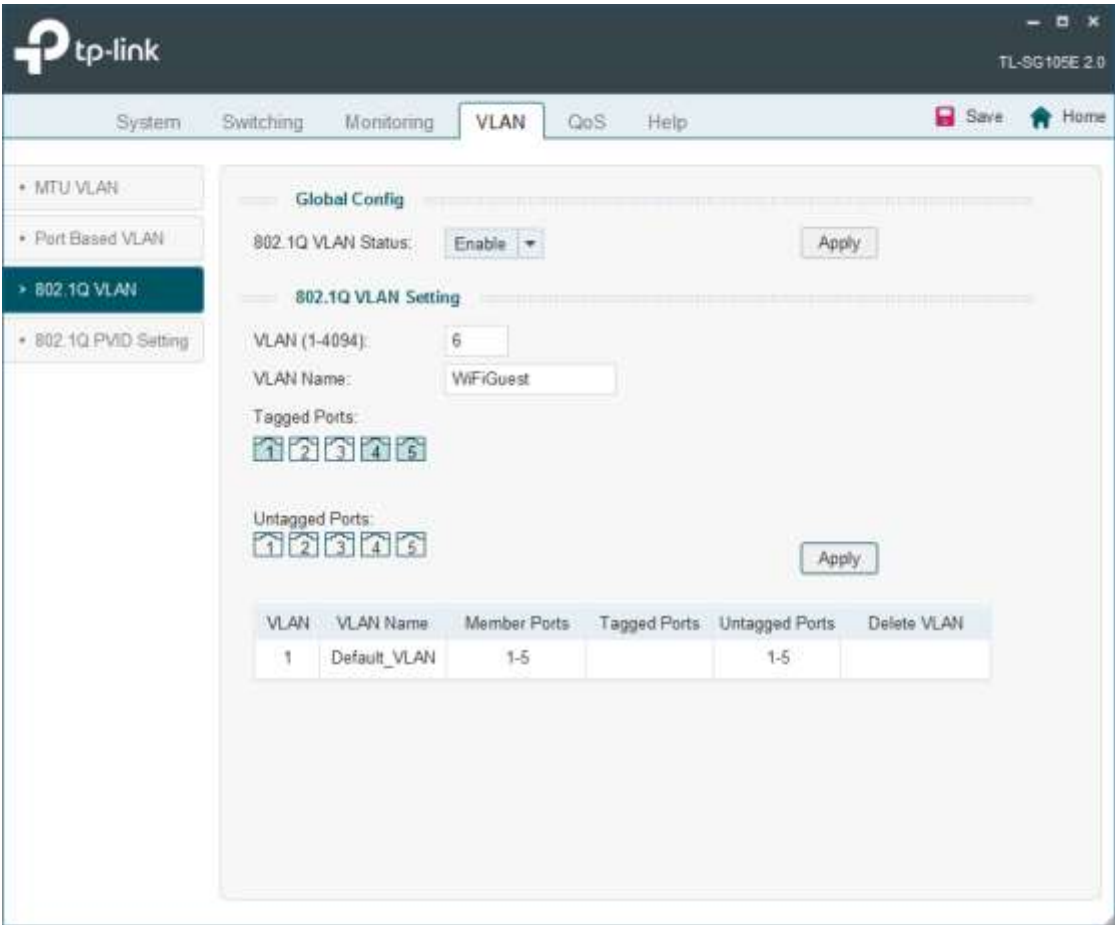 tp-link
TL-SG105E 2.0
System Switching Monitoring VLAN QoS Help Save Home
• MTU VLAN
• Port Based VLAN
> 802.1Q VLAN
• 802.1Q PVID Setting
Global Config
802.1Q VLAN Status: Enable Apply
802.1Q VLAN Setting
VLAN (1-4094): 6
VLAN Name: WiFiGuest
Tagged Ports:
1 2 3 4 5
Untagged Ports:
1 2 3 4 5
Apply
VLAN VLAN Name Member Ports Tagged Ports Untagged Ports Delete VLAN
1 Default_VLAN 1-5 1-5